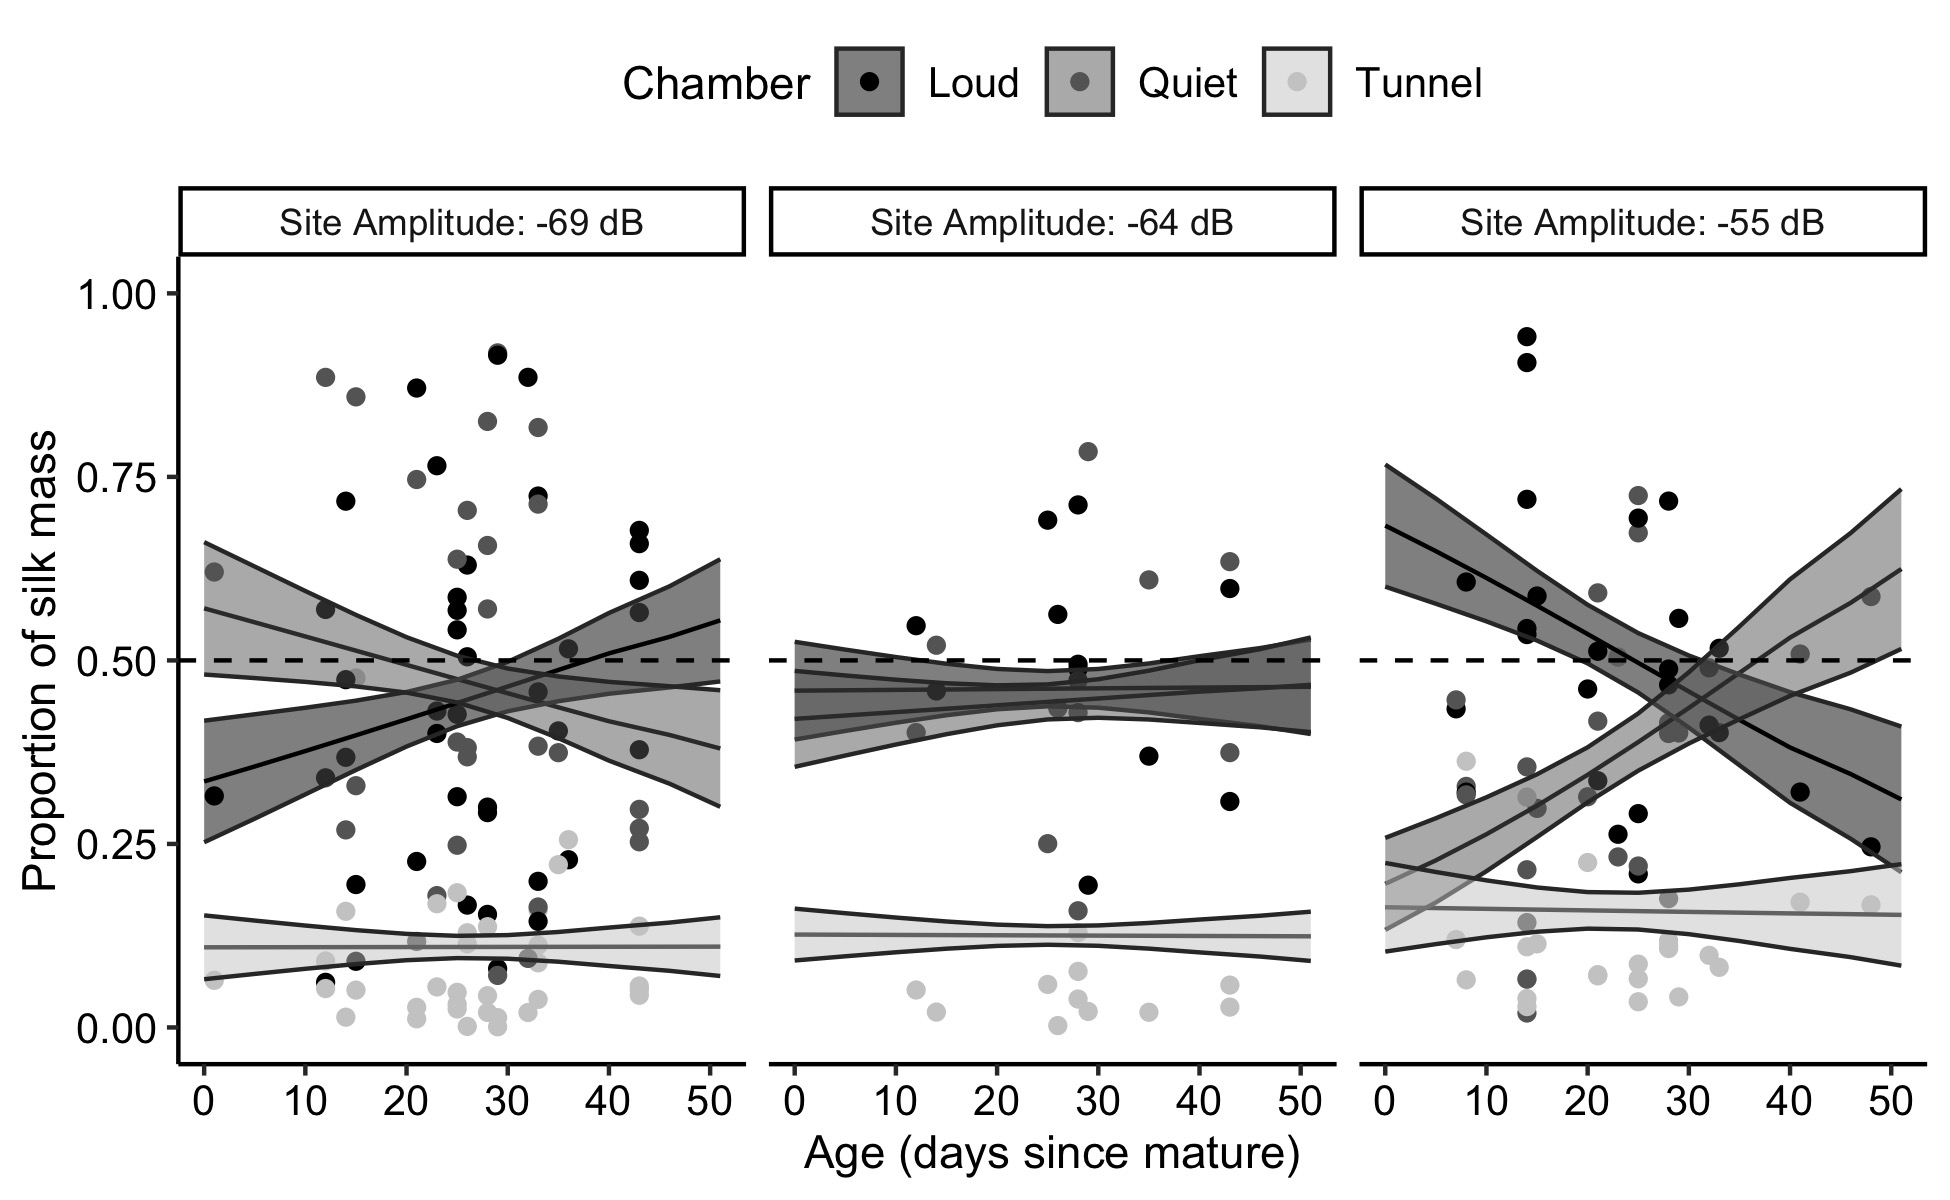 Chamber Loud Quiet Tunnel
Site Amplitude: -69 dB Site Amplitude: -64 dB Site Amplitude: -55 dB
Proportion of silk mass
1.00
0.75
0.50
0.25
0.00
0 10 20 30 40 50 0 10 20 30 40 50 0 10 20 30 40 50
Age (days since mature)